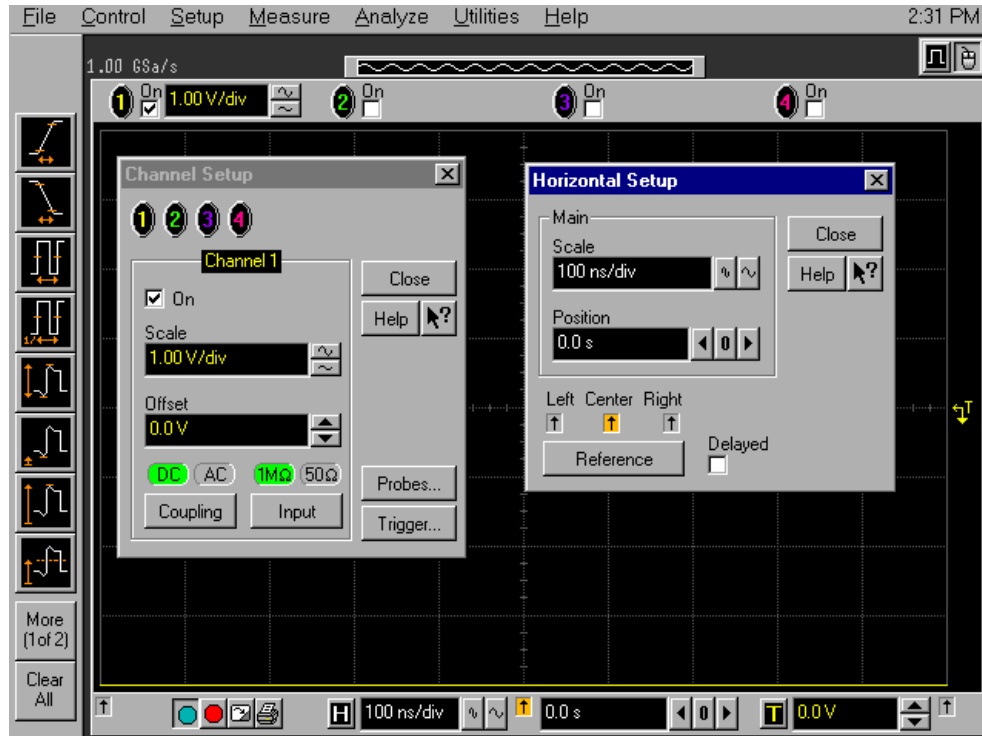 File Control Setup Measure Analyze Utilities Help 2:31 PM
1.00 GSa/s
1 On 1.00 V/div 2 On 3 On 4 On
Channel Setup
1 2 3 4
Channel 1
On
Scale
1.00 V/div
Offset
0.0 V
DC AC 1MΩ 50Ω
Coupling Input
Close
Help ?
Probes...
Trigger...
Horizontal Setup
Main
Scale
100 ns/div
Position
0.0 s
0
Left Center Right
Reference
Delayed
Close
Help ?
T
1/4
More
(1of 2)
Clear
All
H 100 ns/div 0.0 s 0 T 0.0 V